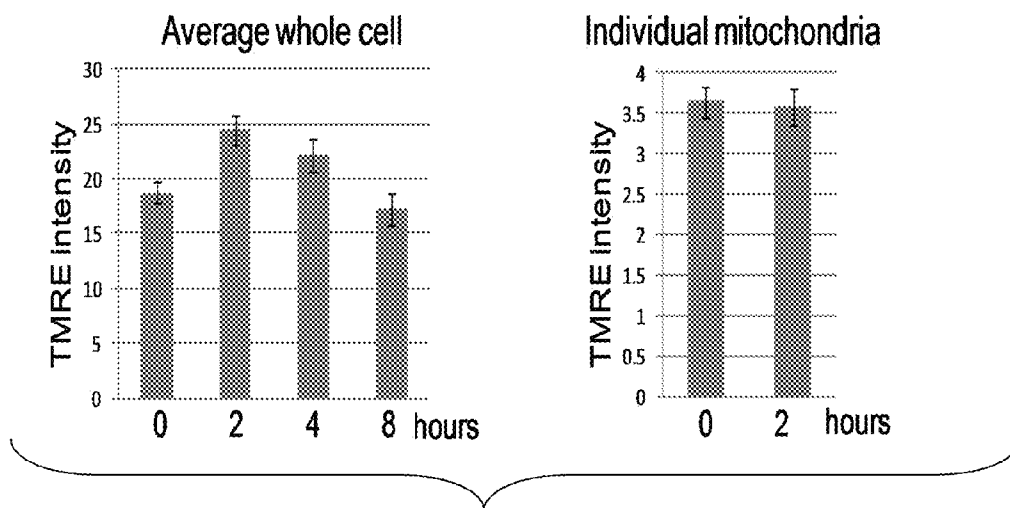 Average whole cell
TMRE intensity
30
25
20
15
10
5
0
0 2 4 8 hours
Individual mitochondria
TMRE intensity
4
3.5
3
2.5
2
1.5
1
0.5
0
0 2 hours